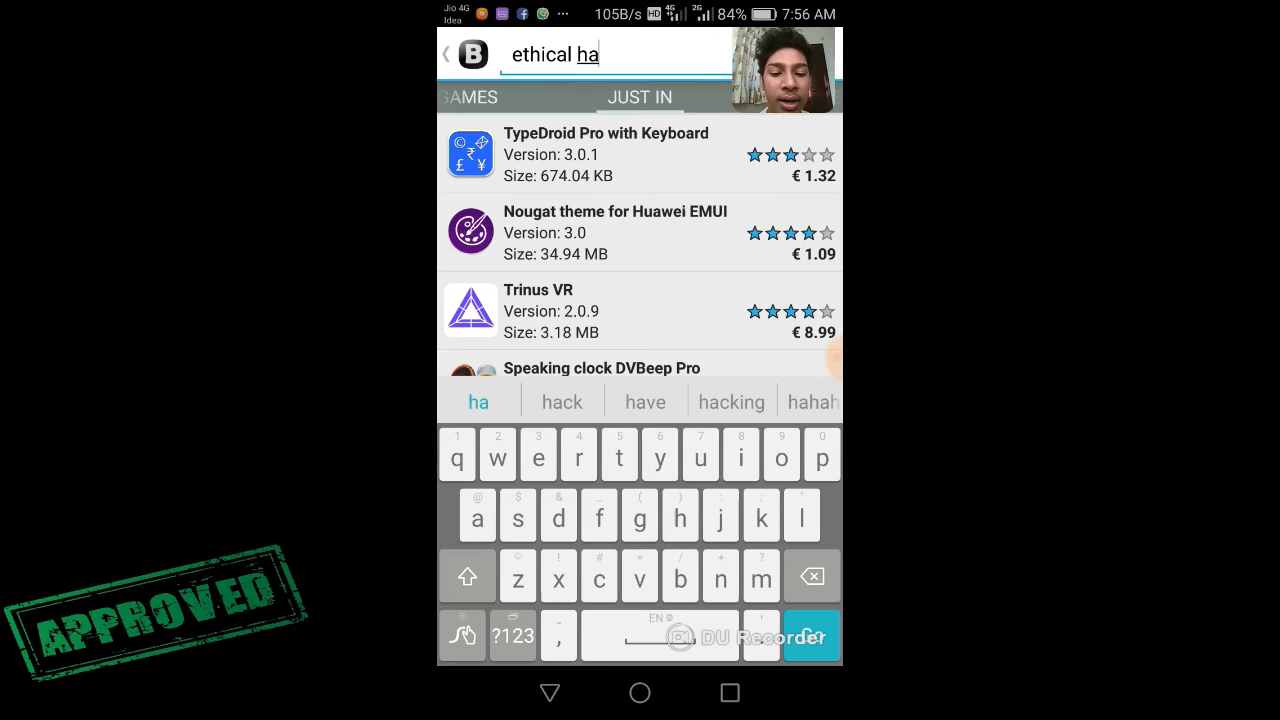 Jio 4G
Idea
105B/s HD 4G 2G 84% 7:56 AM
B
ethical ha
GAMES JUST IN
TypeDroid Pro with Keyboard
Version: 3.0.1
Size: 674.04 KB
€ 1.32
Nougat theme for Huawei EMUI
Version: 3.0
Size: 34.94 MB
€ 1.09
Trinus VR
Version: 2.0.9
Size: 3.18 MB
€ 8.99
Speaking clock DVBeep Pro
ha hack have hacking hahah
1 2 3 4 5 6 7 8 9 0
q w e r t y u i o p
@ $ & _ ( ) : ; "
a s d f g h j k l
! # = / + ?
z x c v b n m
EN
?123 ,
DU Recorder
APPROVED